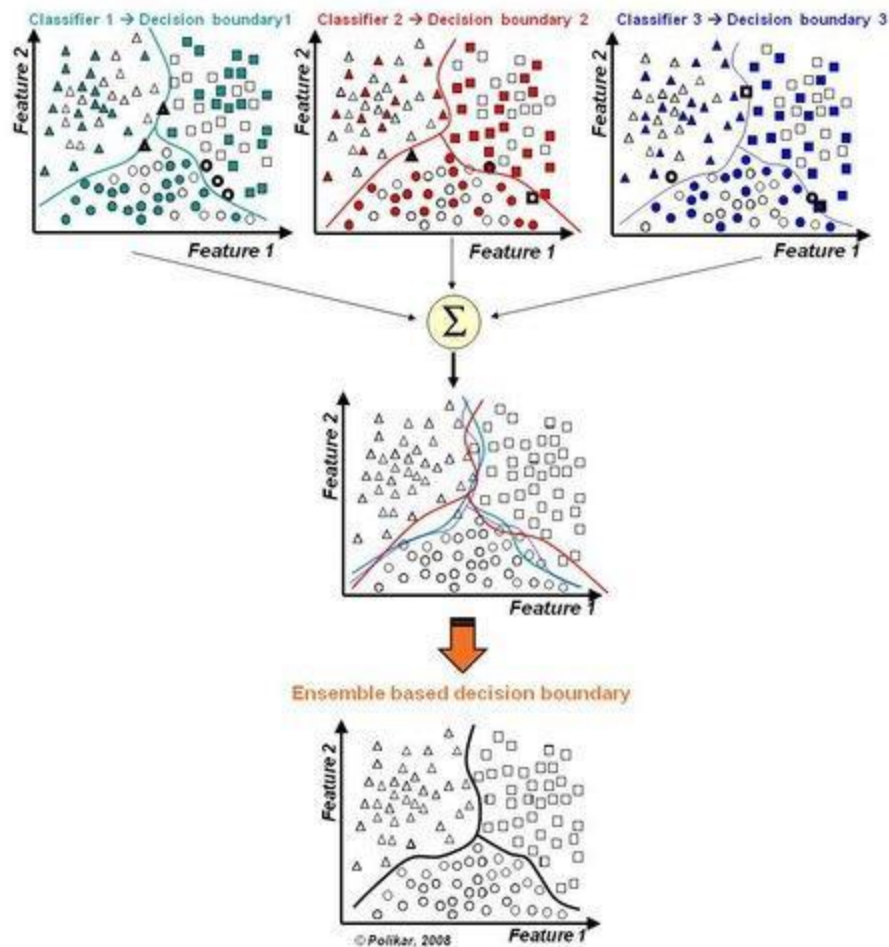 Classifier 1 → Decision boundary1
Classifier 2 → Decision boundary 2
Classifier 3 → Decision boundary 3
Feature 2
Feature 1
Feature 2
Feature 1
Feature 2
Feature 1
Σ
Feature 2
Feature 1
Ensemble based decision boundary
Feature 2
Feature 1
© Polikar, 2008